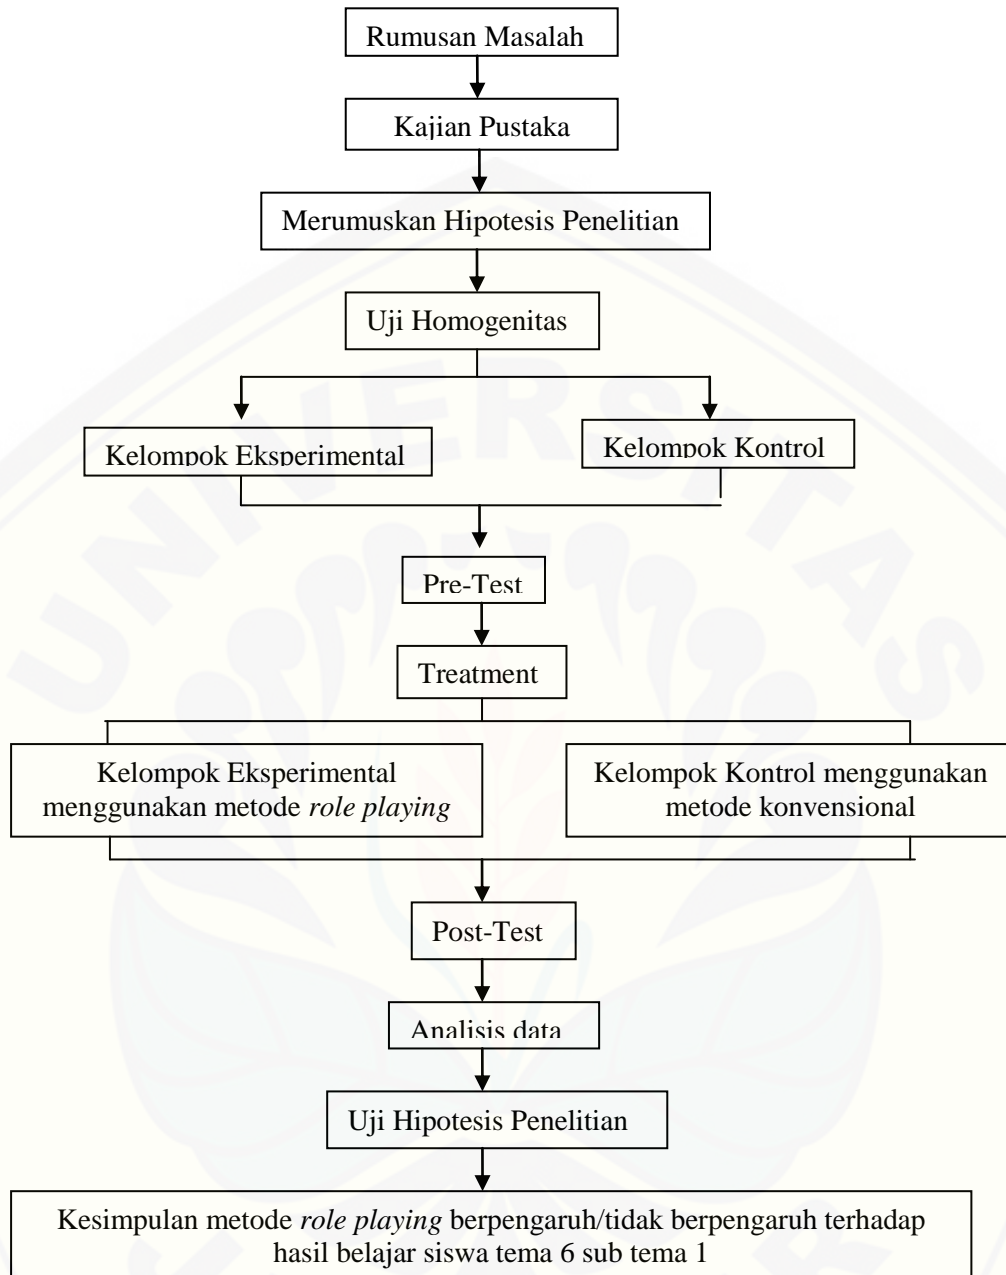 Rumusan Masalah
Kajian Pustaka
Merumuskan Hipotesis Penelitian
Uji Homogenitas
Kelompok Eksperimental
Kelompok Kontrol
Pre-Test
Treatment
Kelompok Eksperimental
menggunakan metode role playing
Kelompok Kontrol menggunakan
metode konvensional
Post-Test
Analisis data
Uji Hipotesis Penelitian
Kesimpulan metode role playing berpengaruh/tidak berpengaruh terhadap
hasil belajar siswa tema 6 sub tema 1
UNIVERSITAS